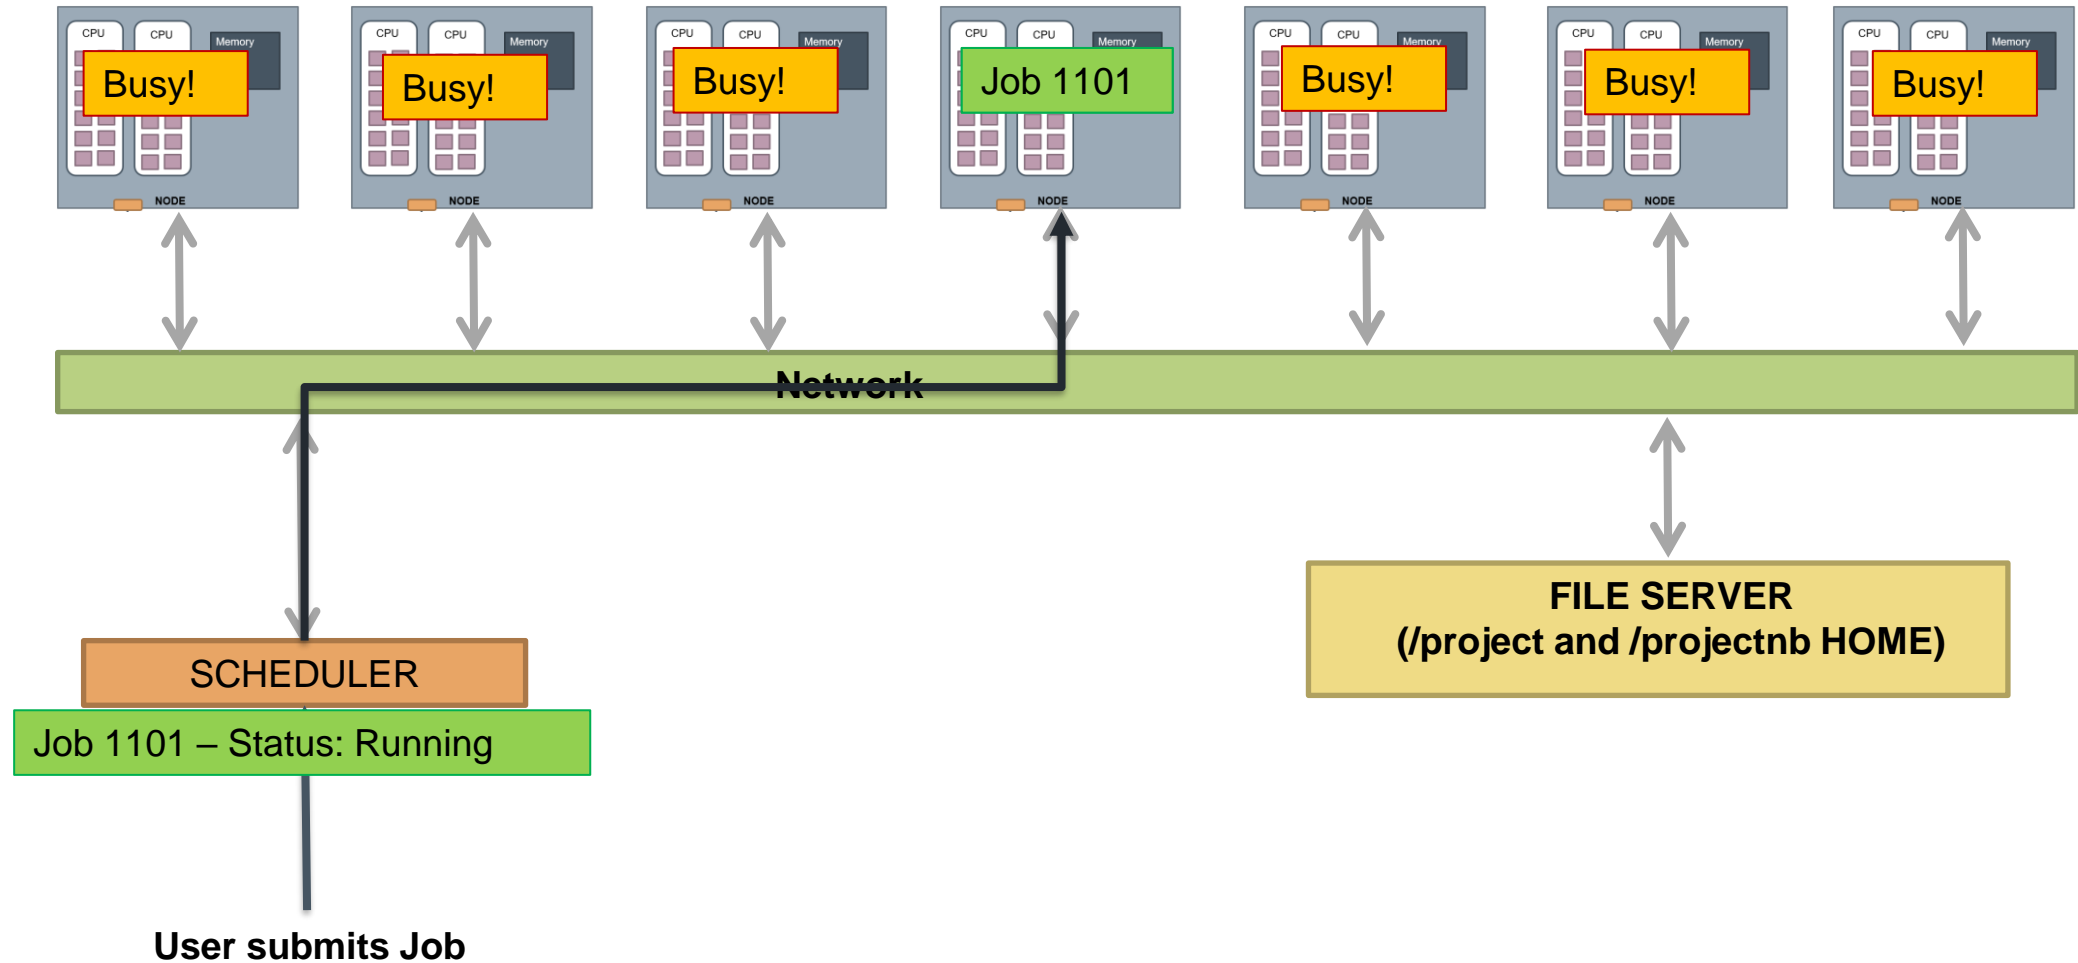 CPU CPU Memory
Busy!
NODE
CPU CPU Memory
Busy!
NODE
CPU CPU Memory
Busy!
NODE
CPU CPU Memory
Job 1101
NODE
CPU CPU Memory
Busy!
NODE
CPU CPU Memory
Busy!
NODE
CPU CPU Memory
Busy!
NODE
Network
FILE SERVER
(/project and /projectnb HOME)
SCHEDULER
Job 1101 – Status: Running
User submits Job